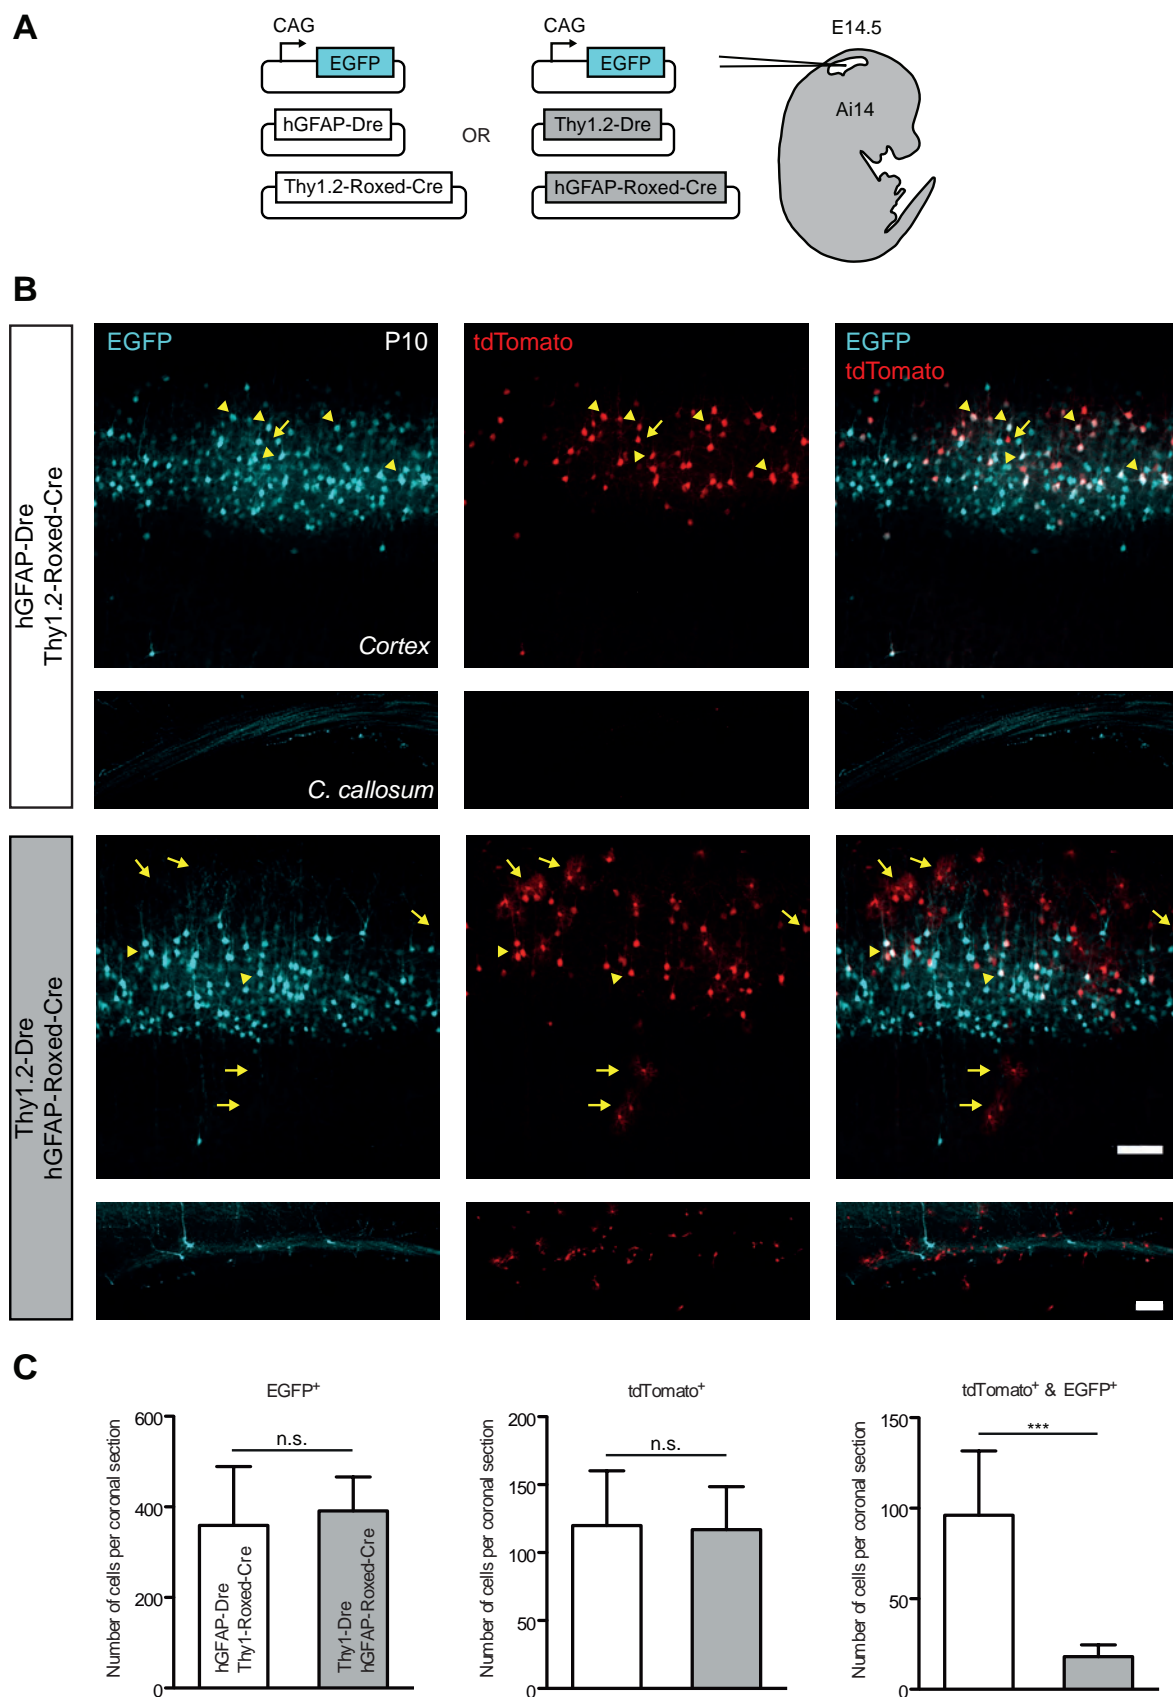 A
CAG
EGFP
hGFAP-Dre
Thy1.2-Roxed-Cre
OR
CAG
EGFP
Thy1.2-Dre
hGFAP-Roxed-Cre
E14.5
Ai14
B
hGFAP-Dre
Thy1.2-Roxed-Cre
EGFP
P10
Cortex
tdTomato
EGFP
tdTomato
C. callosum
Thy1.2-Dre
hGFAP-Roxed-Cre
C
EGFP⁺
Number of cells per coronal section
600
400
200
0
n.s.
hGFAP-Dre
Thy1-Roxed-Cre
Thy1-Dre
hGFAP-Roxed-Cre
tdTomato⁺
Number of cells per coronal section
200
150
100
50
0
n.s.
tdTomato⁺ & EGFP⁺
Number of cells per coronal section
150
100
50
0
***